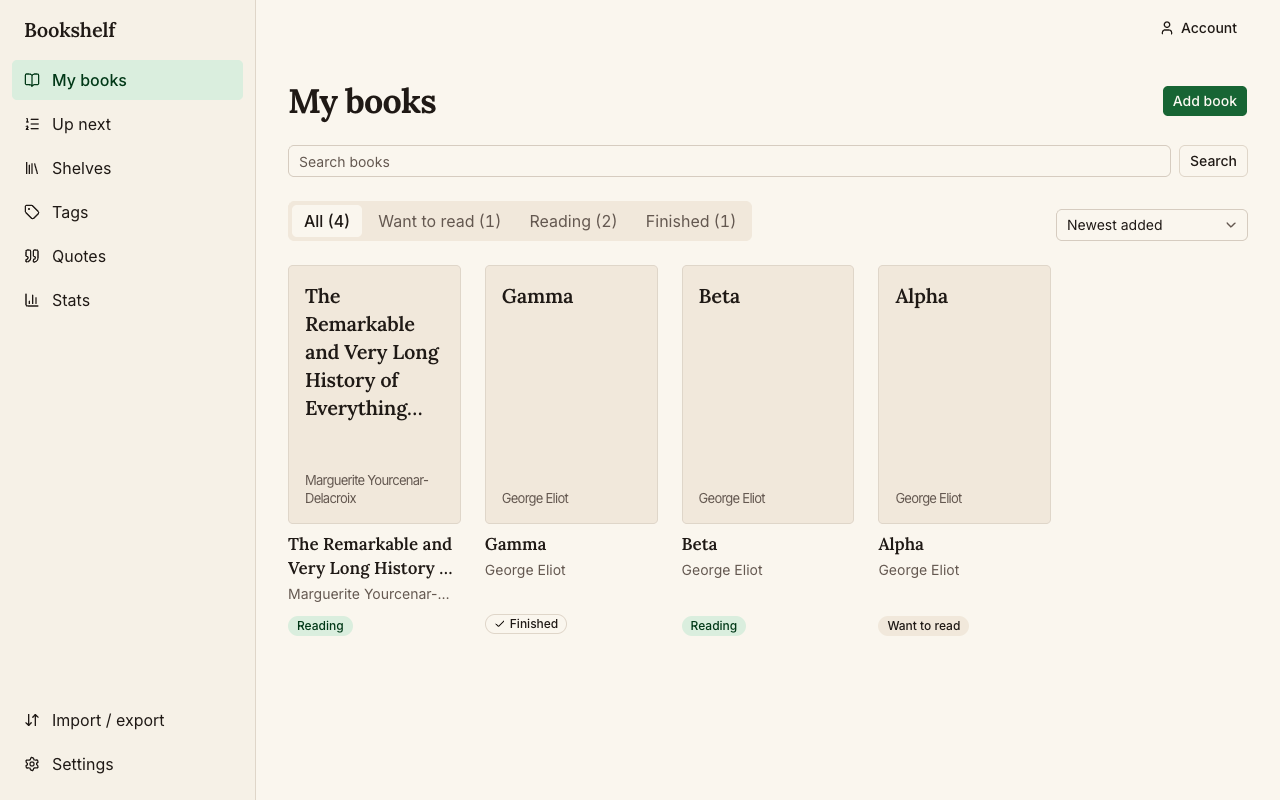 Bookshelf
Account
My books
Up next
Shelves
Tags
Quotes
Stats
Import / export
Settings
My books
Add book
Search books
Search
All (4)
Want to read (1)
Reading (2)
Finished (1)
Newest added
The
Remarkable
and Very Long
History of
Everything...
Marguerite Yourcenar-
Delacroix
The Remarkable and
Very Long History ...
Marguerite Yourcenar-...
Reading
Gamma
George Eliot
Gamma
George Eliot
Finished
Beta
George Eliot
Beta
George Eliot
Reading
Alpha
George Eliot
Alpha
George Eliot
Want to read